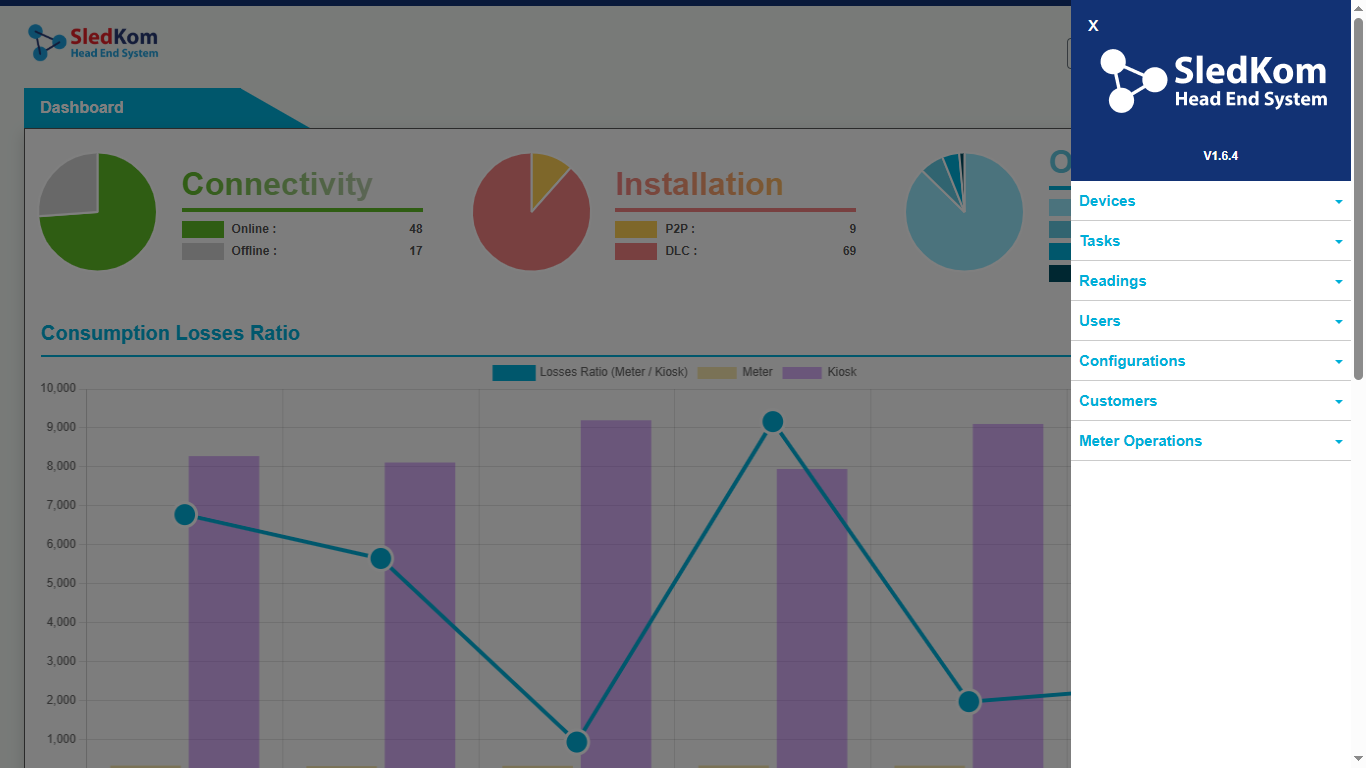 SledKom
Head End System
Dashboard
Connectivity
Online : 48
Offline : 17
Installation
P2P : 9
DLC : 69
O
Consumption Losses Ratio
Losses Ratio (Meter / Kiosk) Meter Kiosk
10,000
9,000
8,000
7,000
6,000
5,000
4,000
3,000
2,000
1,000
X
SledKom
Head End System
V1.6.4
Devices
Tasks
Readings
Users
Configurations
Customers
Meter Operations